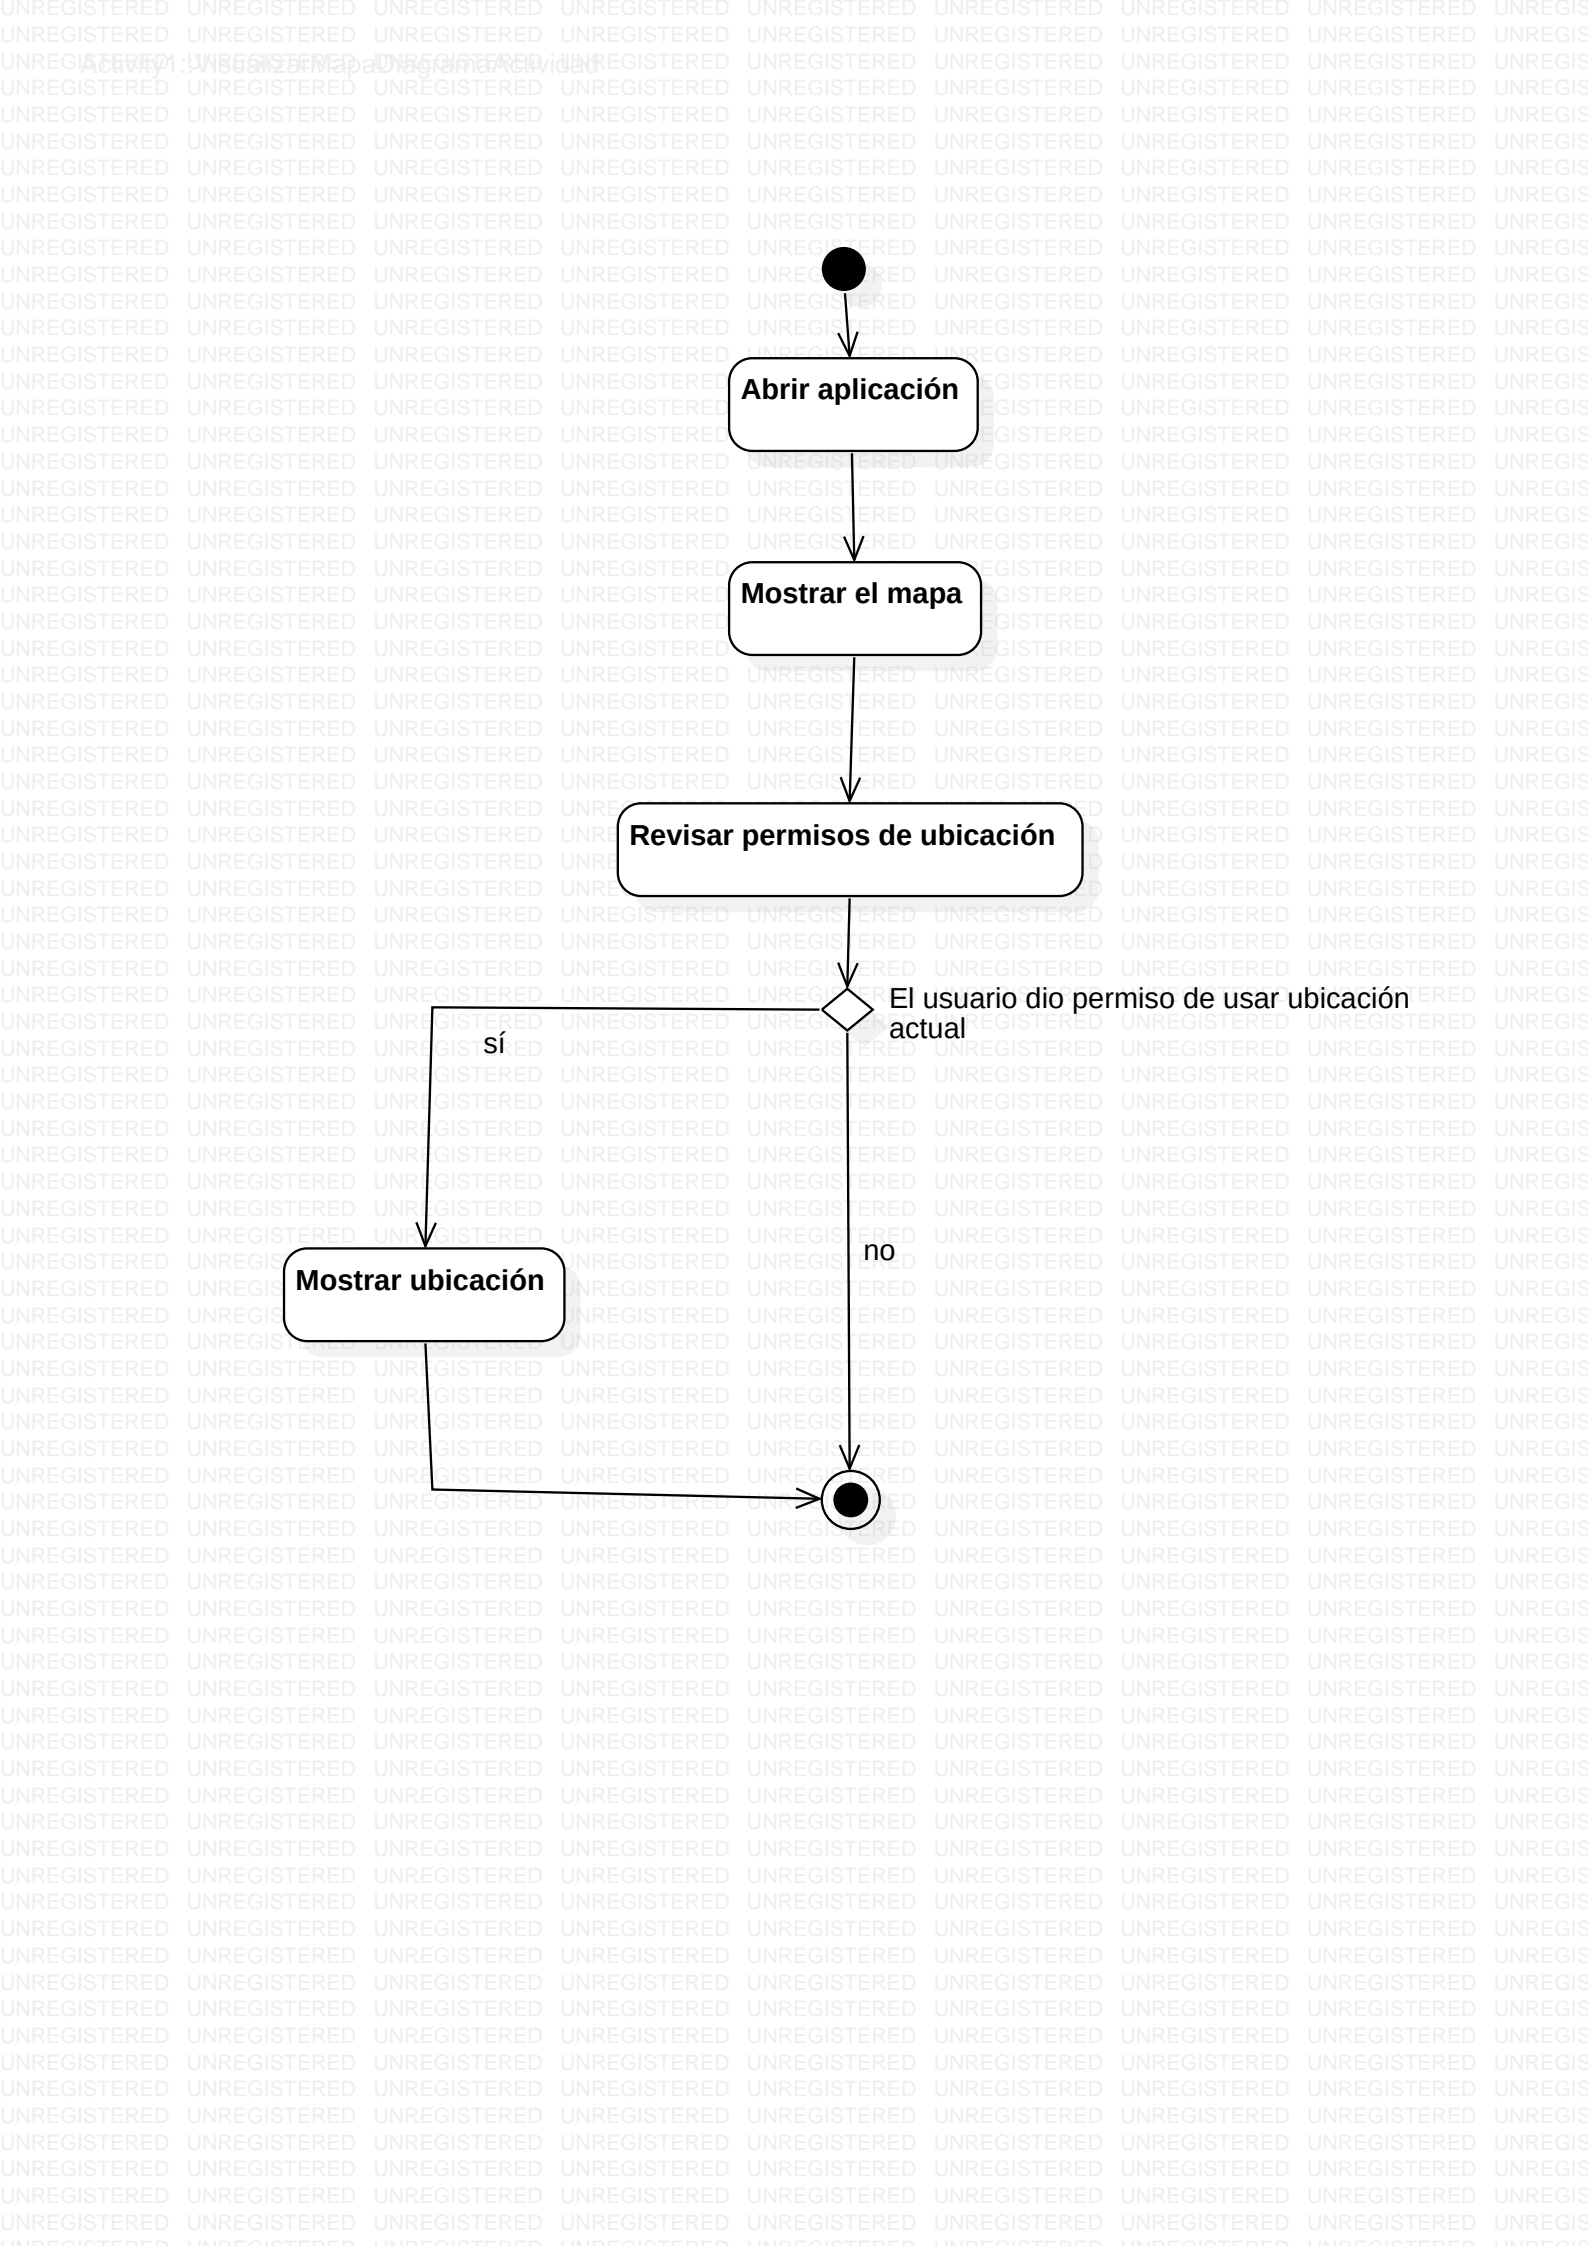 Activity1::VisualizarMapaDiagramaActividad
Abrir aplicación
Mostrar el mapa
Revisar permisos de ubicación
El usuario dio permiso de usar ubicación
actual
sí
no
Mostrar ubicación
UNREGISTERED